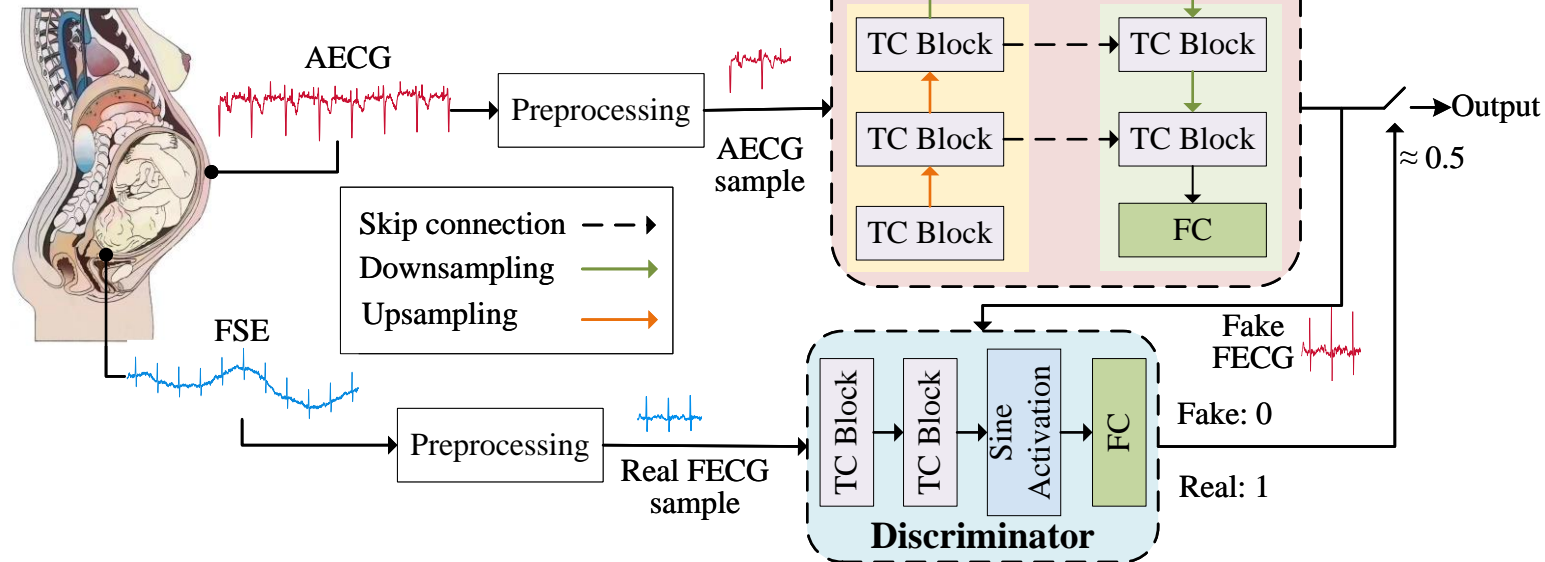 AECG
Preprocessing
AECG
sample
TC Block
TC Block
TC Block
TC Block
TC Block
FC
Output
≈ 0.5
Skip connection
Downsampling
Upsampling
FSE
Preprocessing
Real FECG
sample
TC Block
TC Block
Sine
Activation
FC
Discriminator
Fake
FECG
Fake: 0
Real: 1